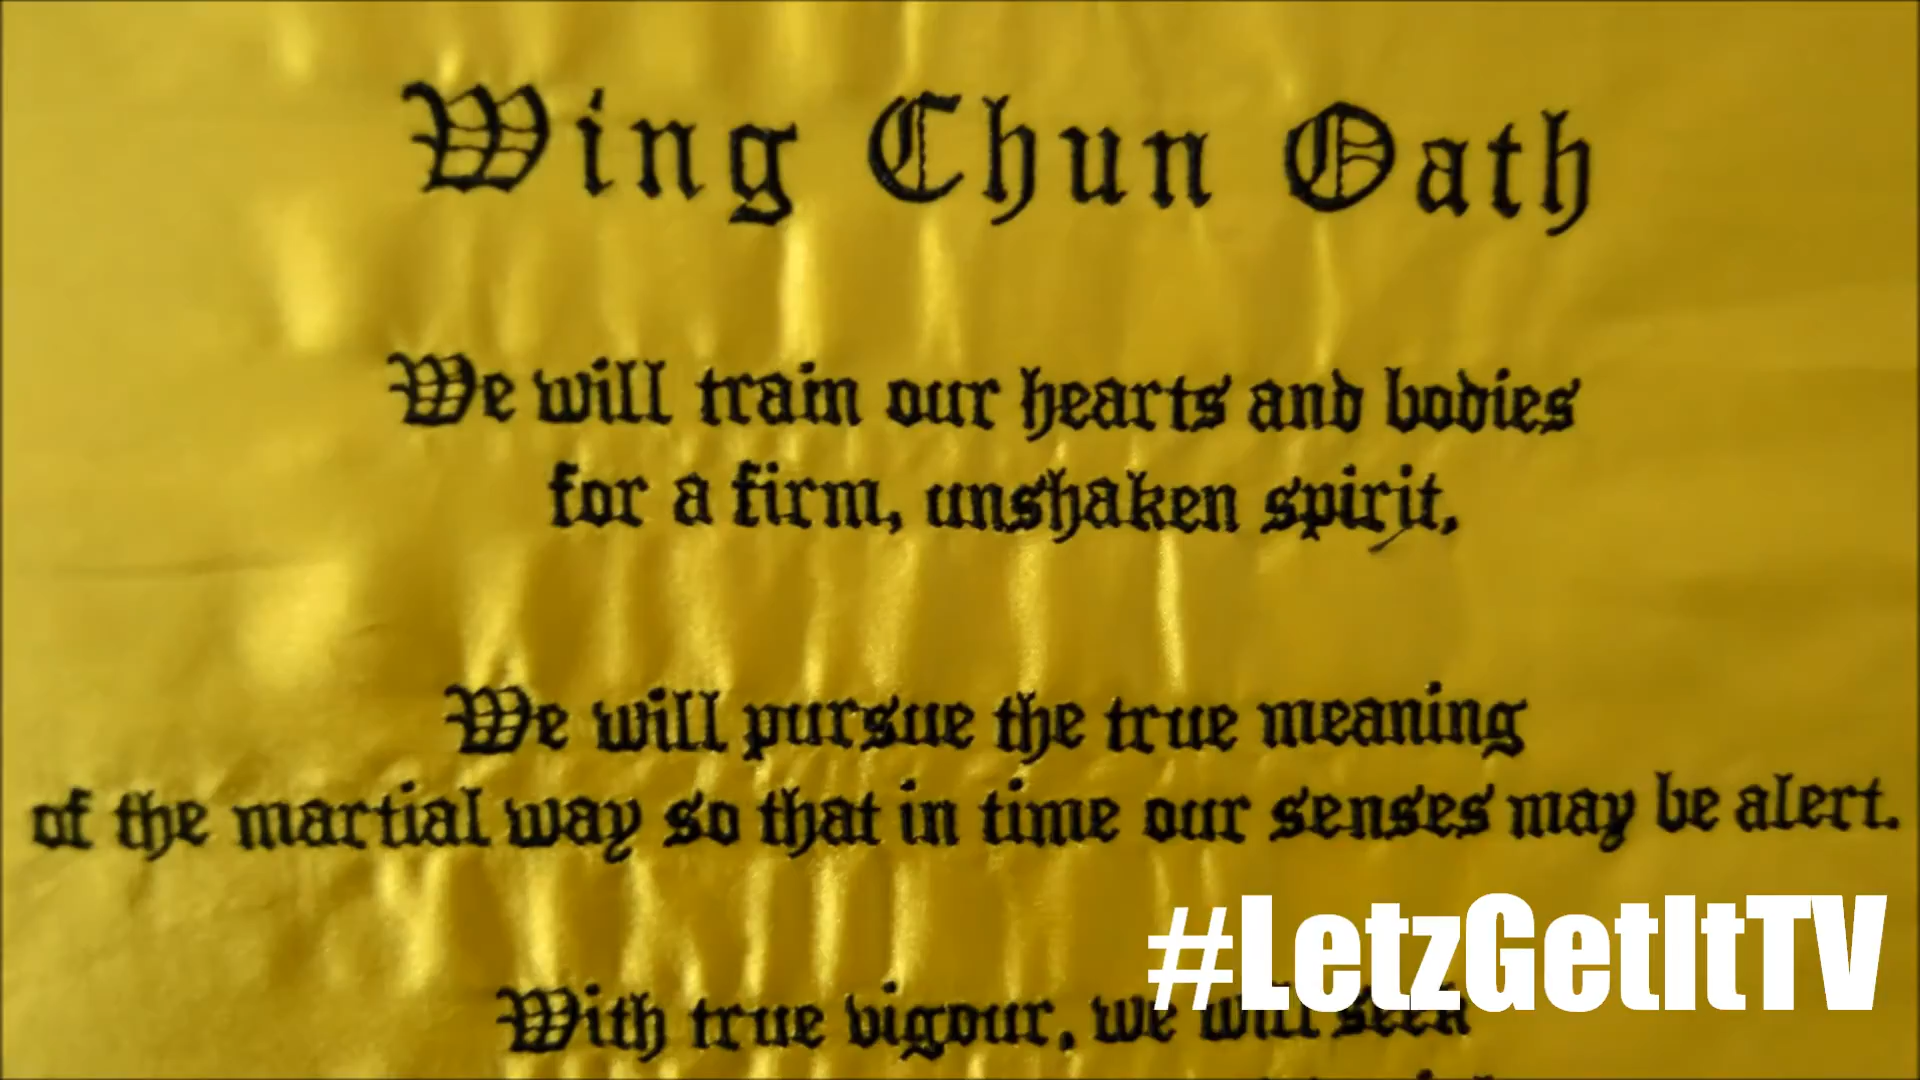 Wing Chun Oath
We will train our hearts and bodies
for a firm, unshaken spirit.
We will pursue the true meaning
of the martial way so that in time our senses may be alert.
#LetzGetItTV
With true vigour, we will seek